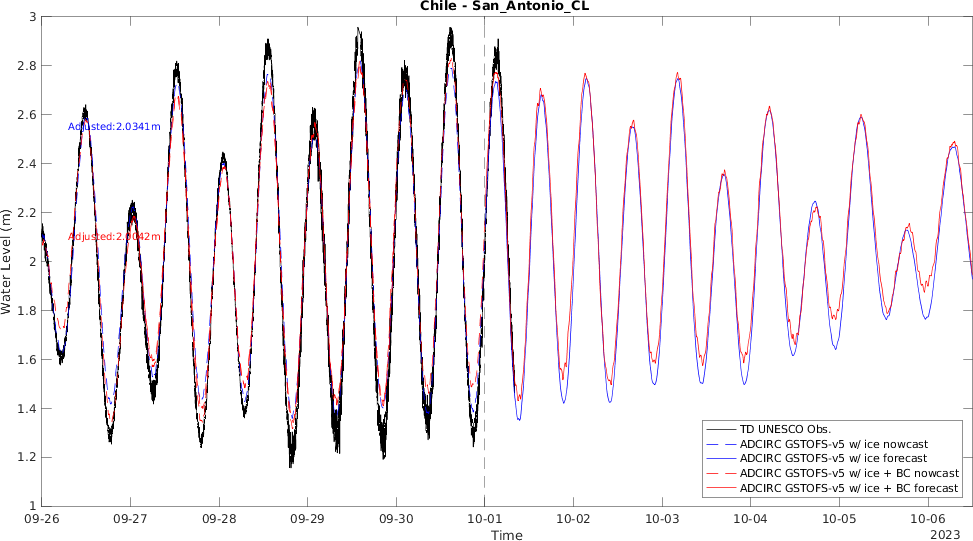 Chile - San_Antonio_CL
3
2.8
2.6
2.4
2.2
2
1.8
1.6
1.4
1.2
1
Water Level (m)
Adjusted:2.0341m
Adjusted:2.0042m
TD UNESCO Obs.
ADCIRC GSTOFS-v5 w/ ice nowcast
ADCIRC GSTOFS-v5 w/ ice forecast
ADCIRC GSTOFS-v5 w/ ice + BC nowcast
ADCIRC GSTOFS-v5 w/ ice + BC forecast
09-26 09-27 09-28 09-29 09-30 10-01 10-02 10-03 10-04 10-05 10-06
2023
Time